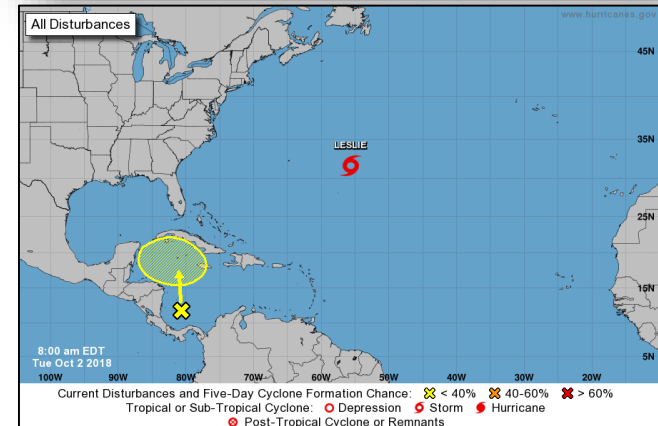 All Disturbances
www.hurricanes.gov
45N
LESLIE
35N
25N
15N
8:00 am EDT
Tue Oct 2 2018
5N
100W 90W 80W 70W 60W 50W 40W 30W 20W
Current Disturbances and Five-Day Cyclone Formation Chance: < 40% 40-60% > 60%
Tropical or Sub-Tropical Cyclone: Depression Storm Hurricane
Post-Tropical Cyclone or Remnants